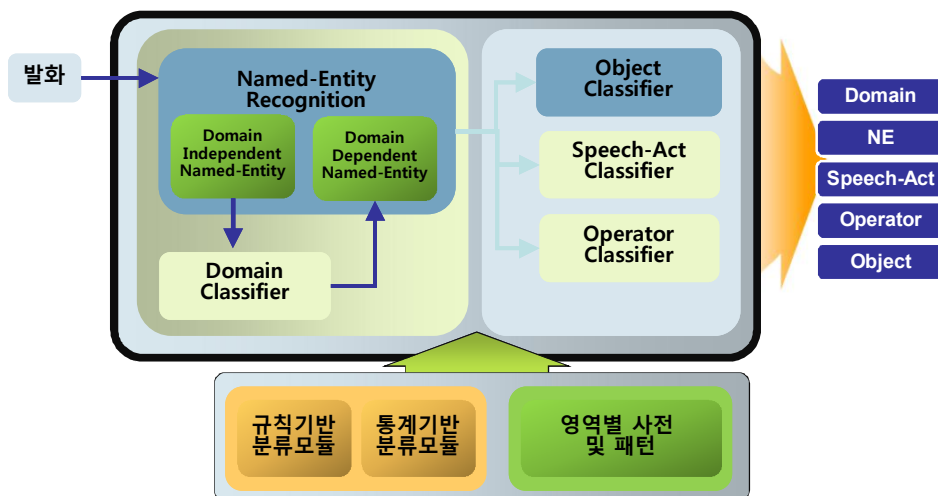 발화
Named-Entity
Recognition
Domain
Independent
Named-Entity
Domain
Dependent
Named-Entity
Domain
Classifier
Object
Classifier
Speech-Act
Classifier
Operator
Classifier
Domain
NE
Speech-Act
Operator
Object
규칙기반
분류모듈
통계기반
분류모듈
영역별 사전
및 패턴